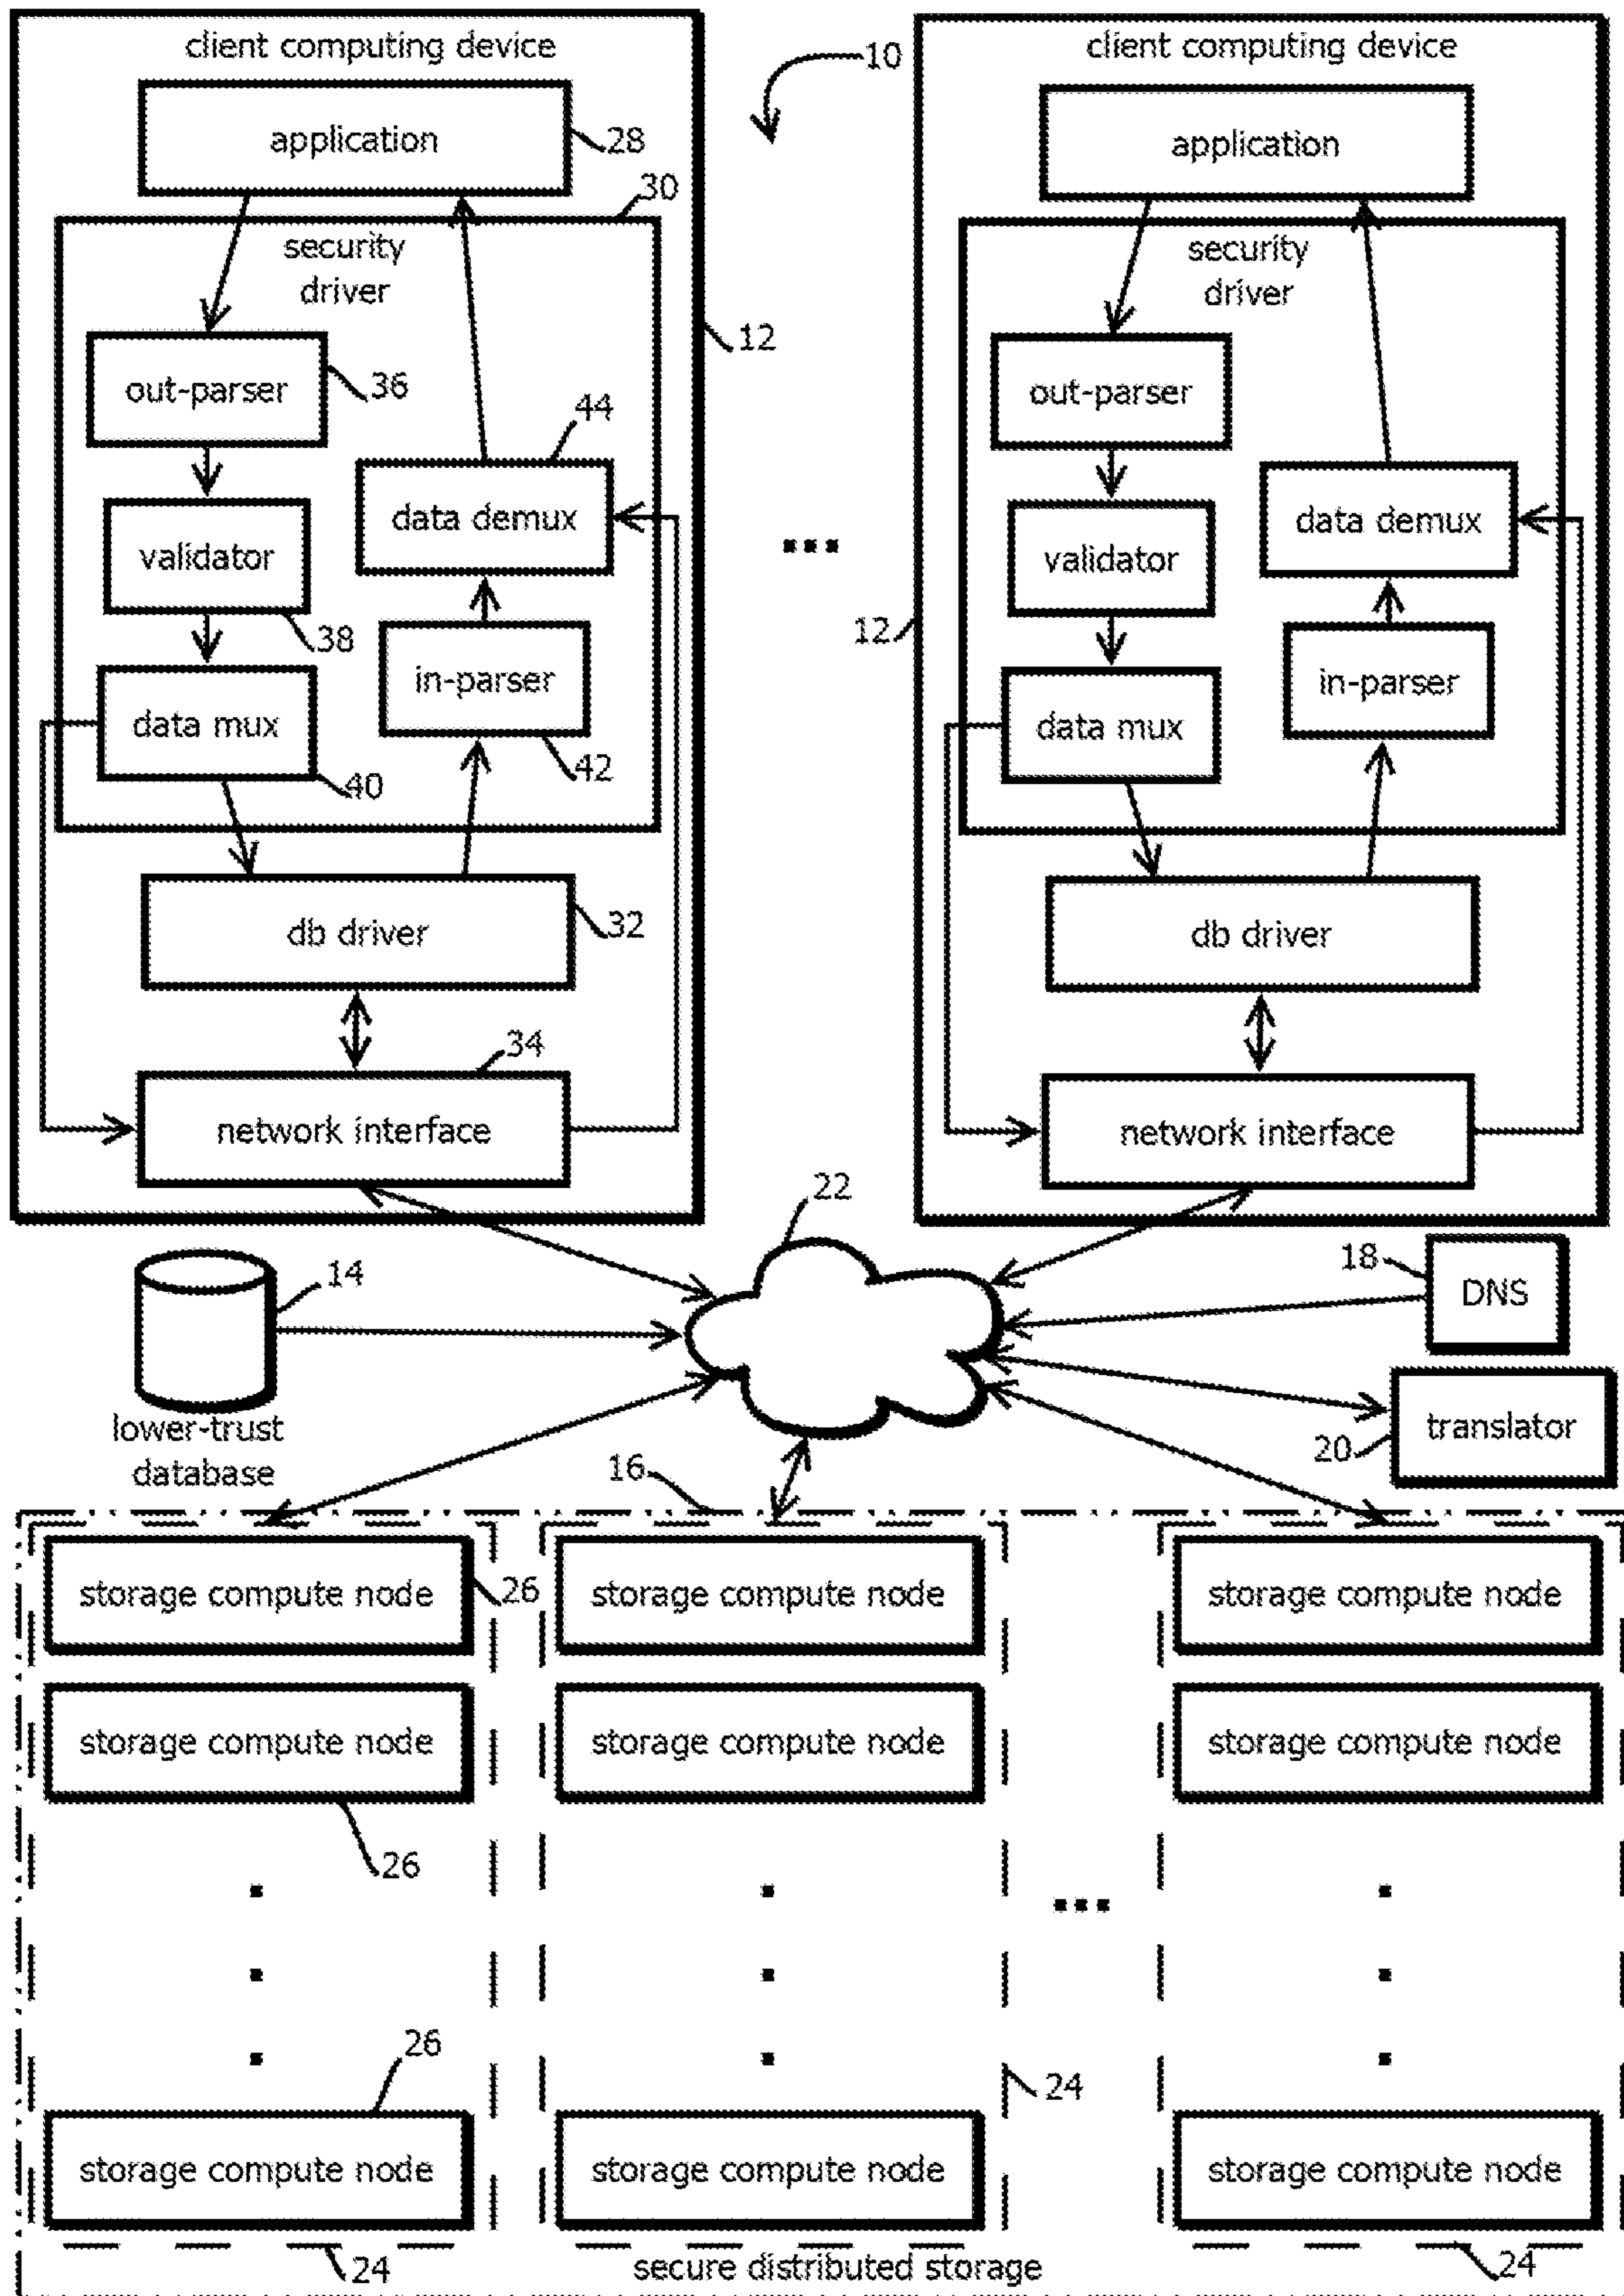 client computing device
application
28
30
security
driver
12
out-parser
36
44
data demux
validator
38
in-parser
data mux
42
40
db driver
32
34
network interface
10
...
client computing device
application
security
driver
out-parser
data demux
validator
12
in-parser
data mux
db driver
network interface
22
14
lower-trust
database
18
DNS
translator
20
16
storage compute node
26
storage compute node
storage compute node
storage compute node
storage compute node
storage compute node
26
...
26
24
storage compute node
storage compute node
storage compute node
24
secure distributed storage
24